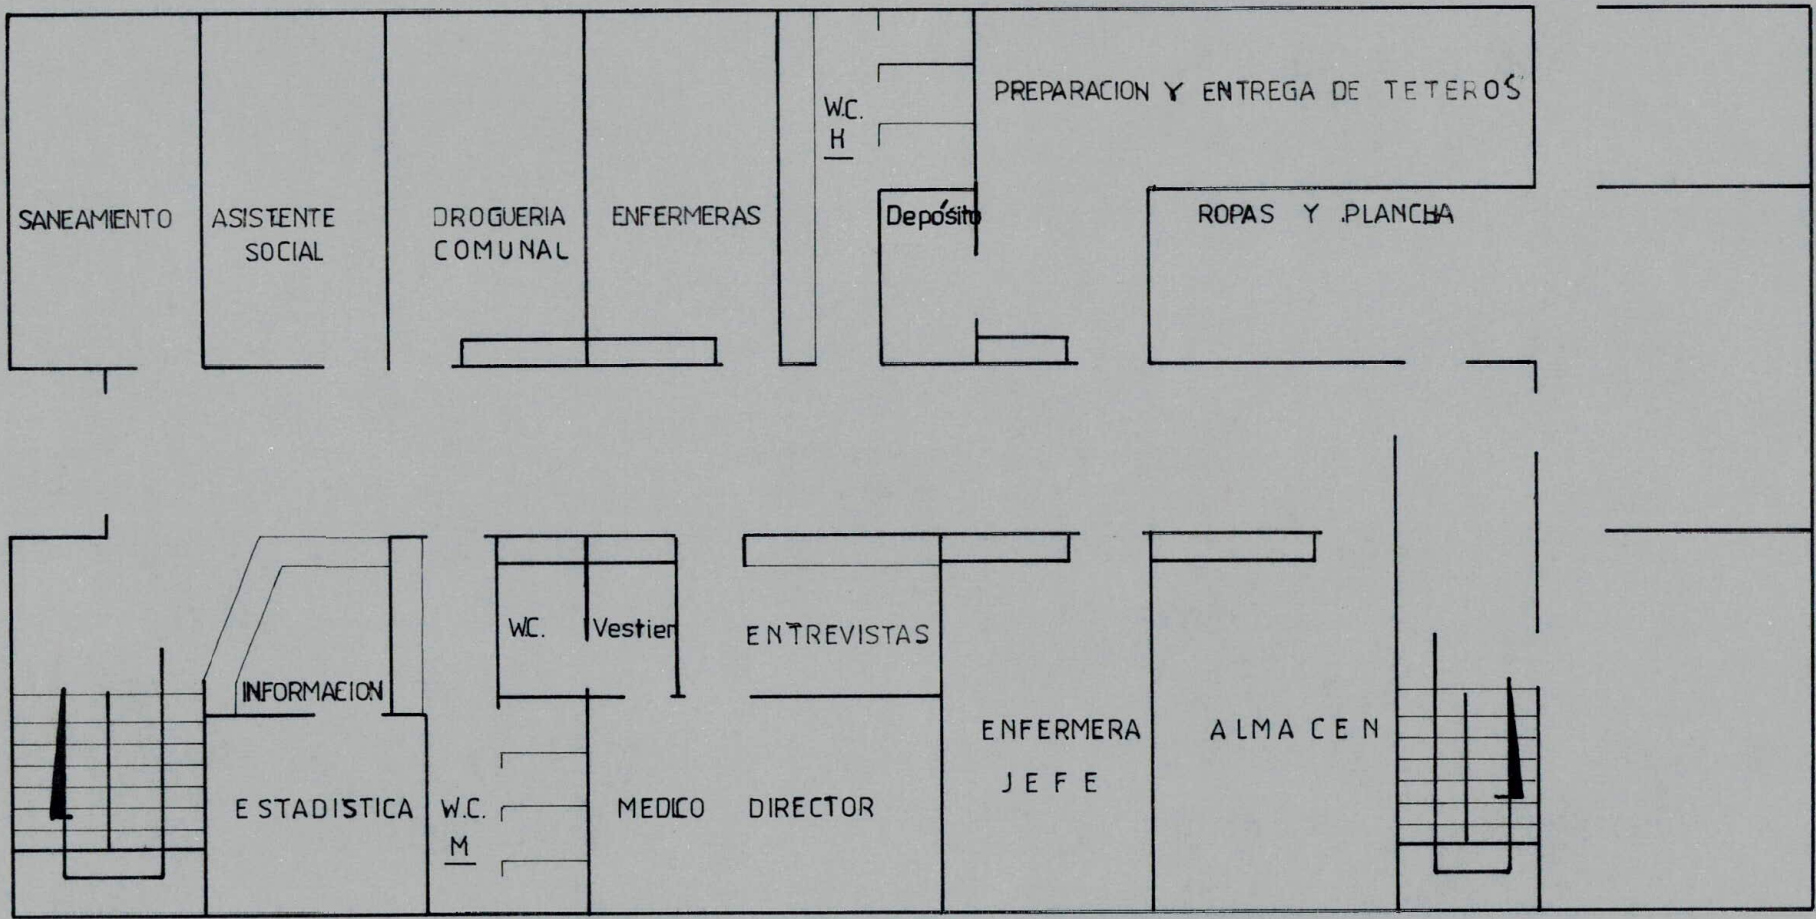 PREPARACION Y ENTREGA DE TETEROS
W.C.
H
SANEAMIENTO
ASISTENTE
SOCIAL
DROGUERIA
COMUNAL
ENFERMERAS
Depósito
ROPAS Y PLANCHA
W.C.
Vestier
ENTREVISTAS
INFORMACION
ENFERMERA
JEFE
ALMACEN
ESTADISTICA
W.C.
M
MEDICO DIRECTOR